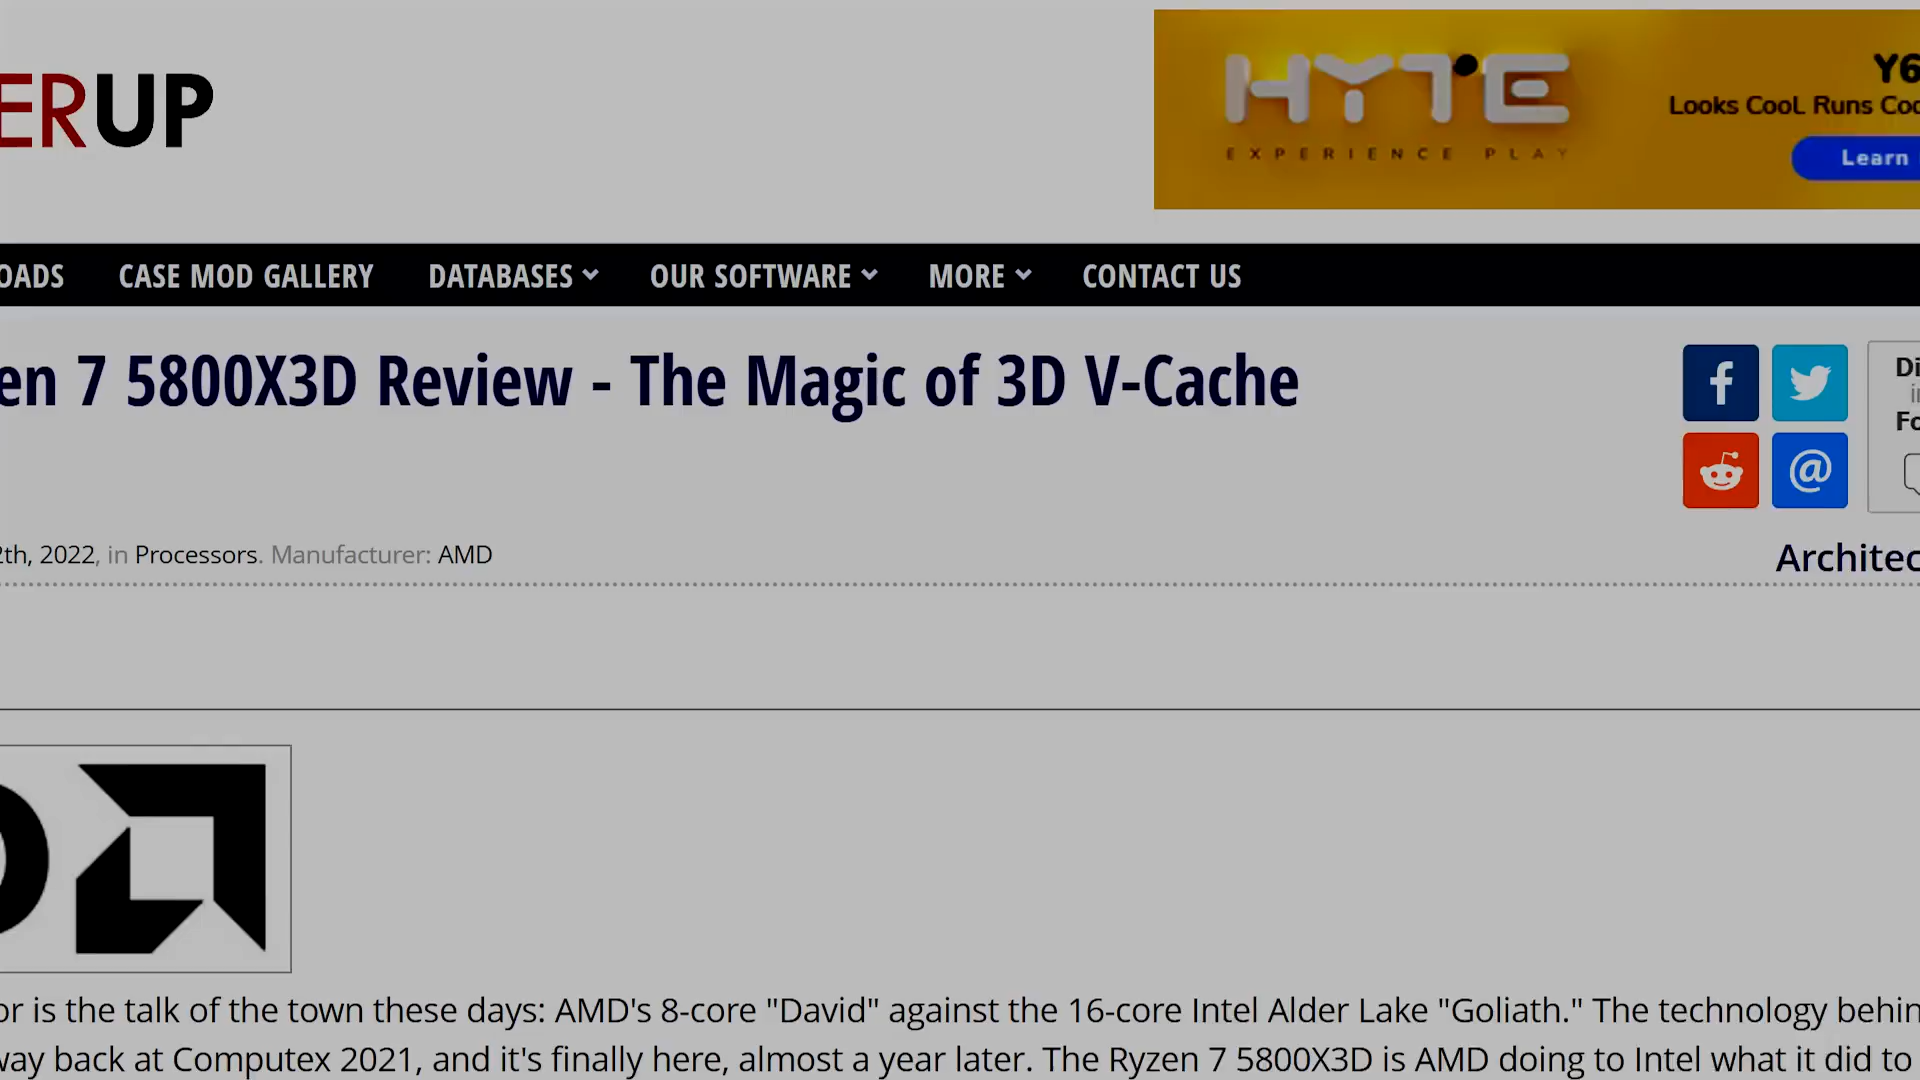 ERUP
HYTE
EXPERIENCE PLAY
Y6
Looks Cool Runs Coo
Learn
OADS CASE MOD GALLERY DATABASES OUR SOFTWARE MORE CONTACT US
en 7 5800X3D Review - The Magic of 3D V-Cache
Di
Fo
2th, 2022, in Processors. Manufacturer: AMD
Architec
or is the talk of the town these days: AMD's 8-core "David" against the 16-core Intel Alder Lake "Goliath." The technology behin
way back at Computex 2021, and it's finally here, almost a year later. The Ryzen 7 5800X3D is AMD doing to Intel what it did to